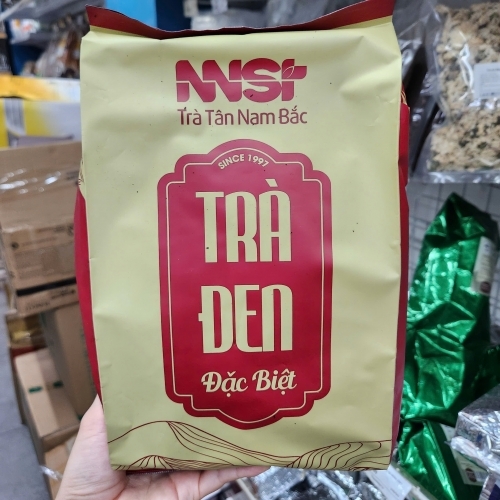 NNSt
Trà Tân Nam Bắc
SINCE 1997
TRÀ
ĐEN
Đặc Biệt